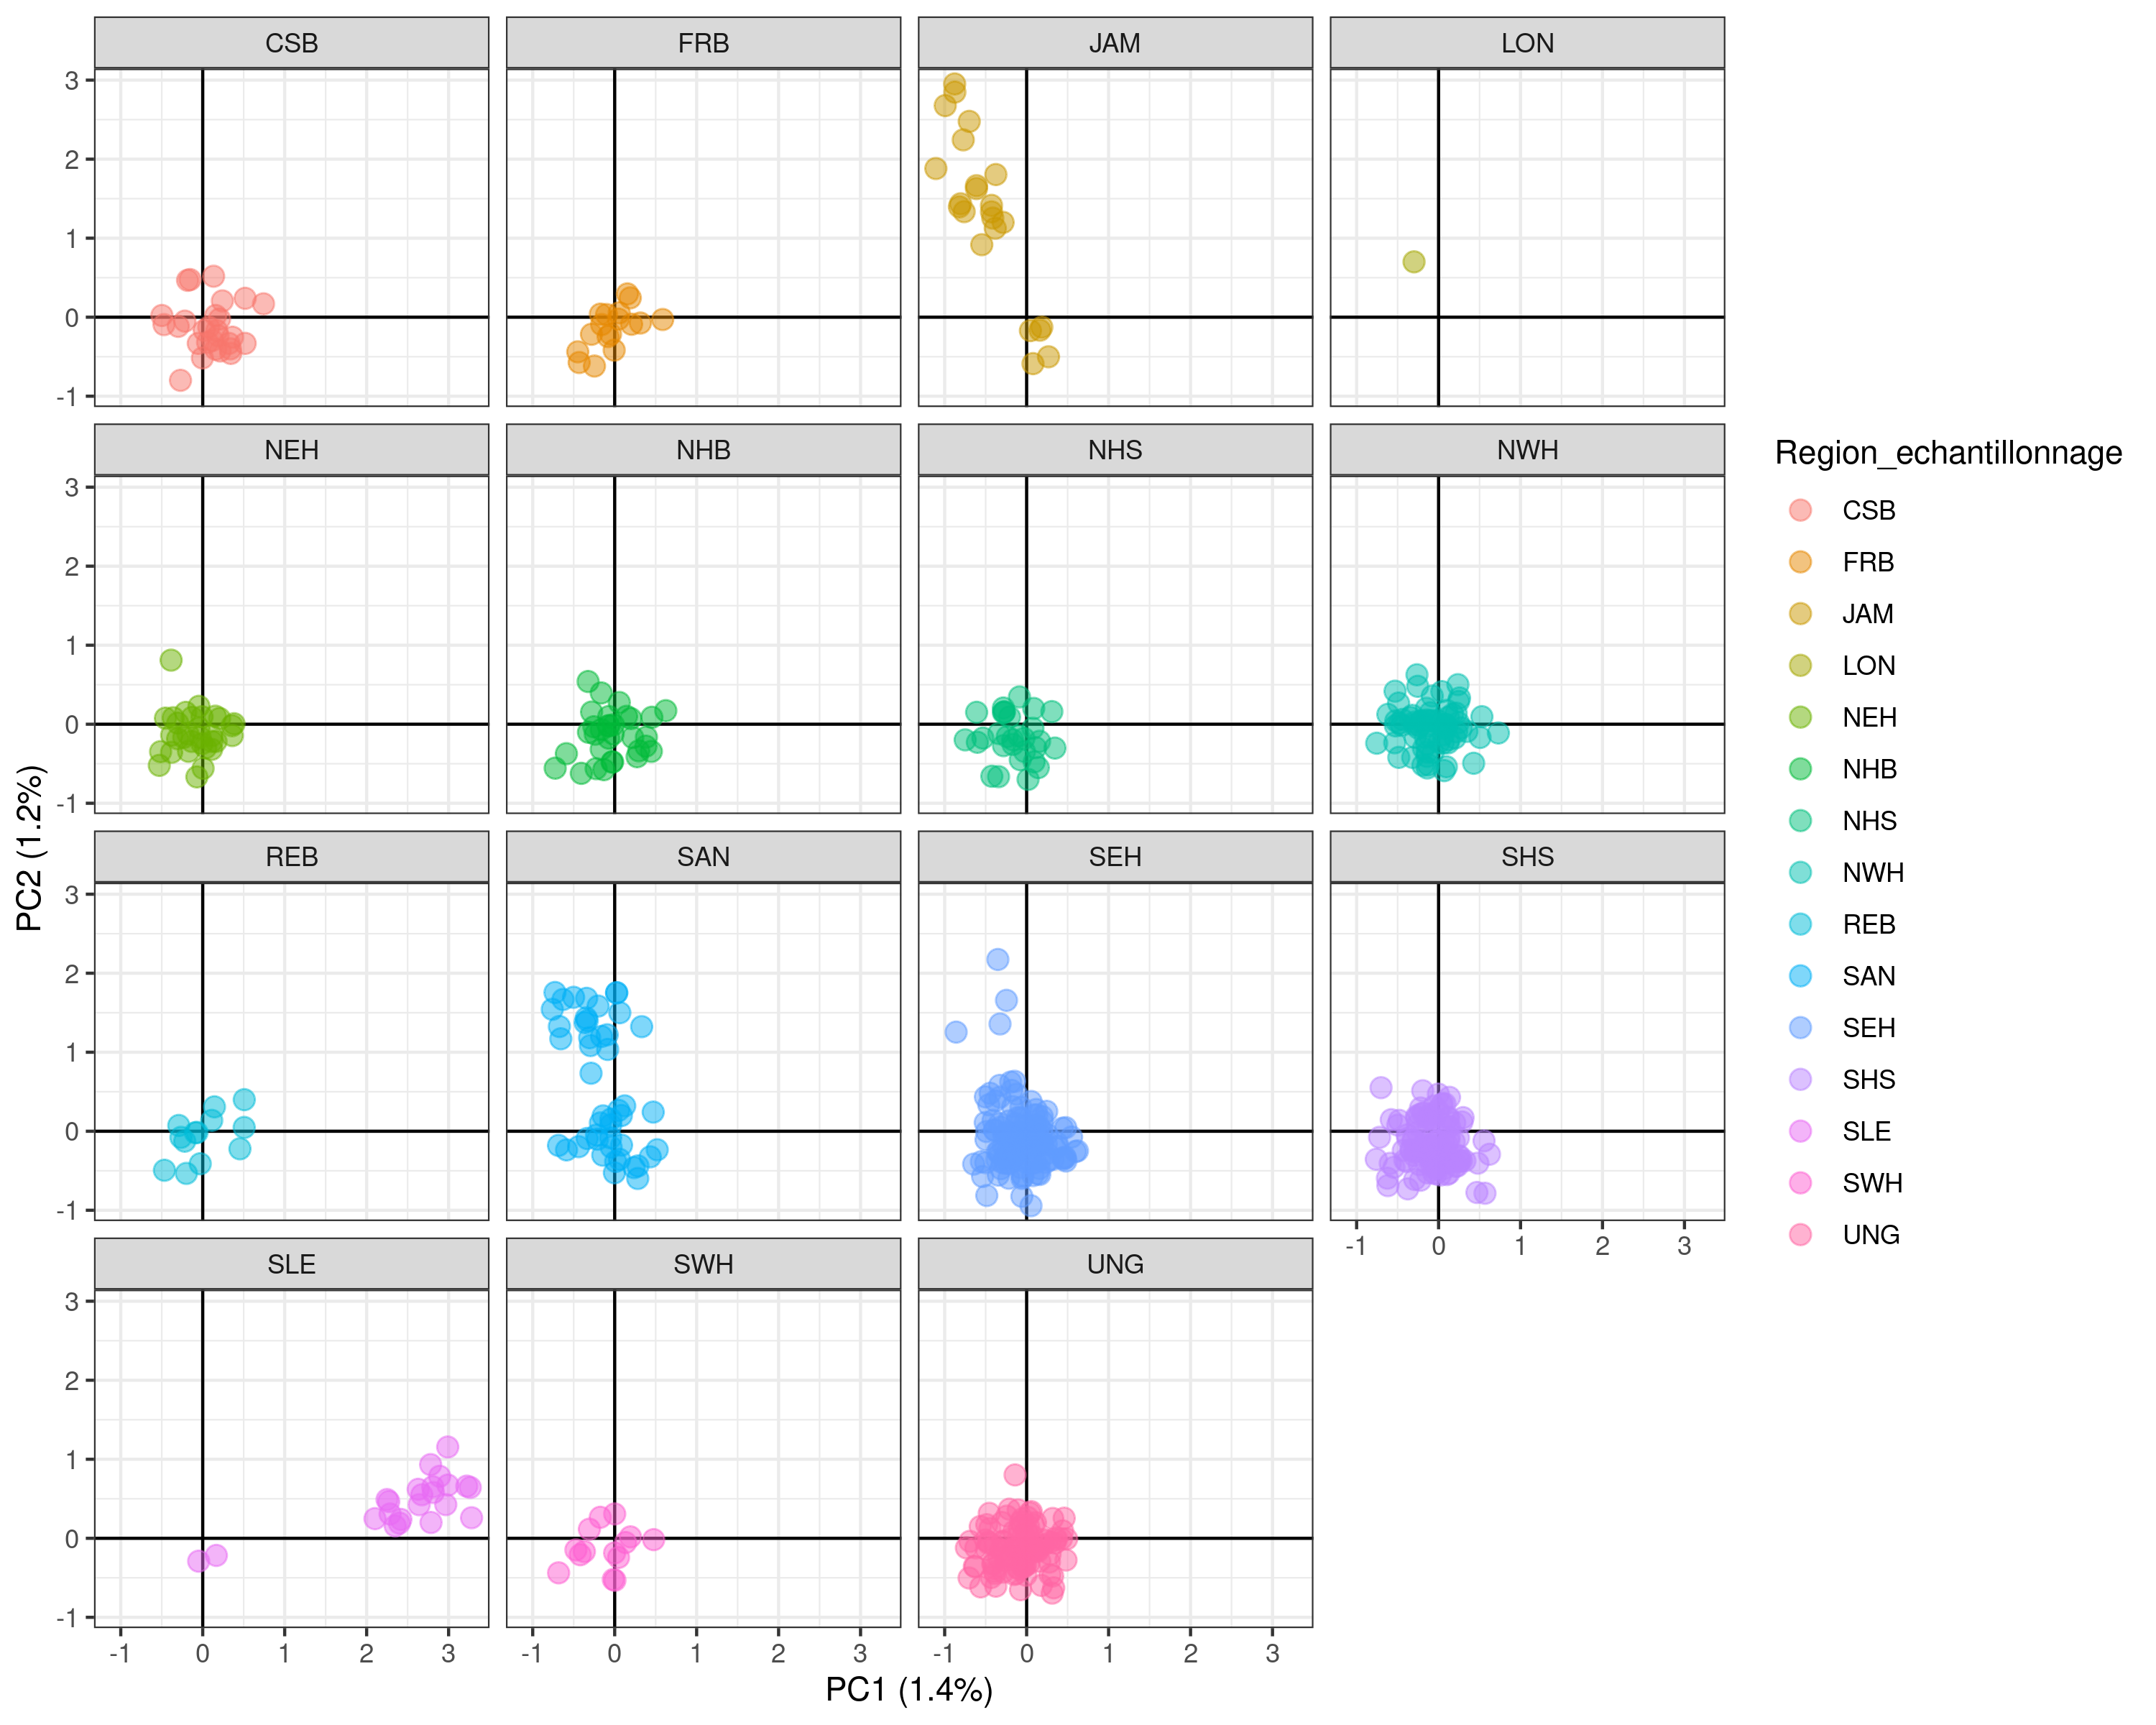 CSB
FRB
JAM
LON
3
2
1
0
-1
NEH
NHB
NHS
NWH
3
2
1
0
-1
REB
SAN
SEH
SHS
3
2
1
0
-1
-1 0 1 2 3
SLE
SWH
UNG
3
2
1
0
-1
-1 0 1 2 3
-1 0 1 2 3
-1 0 1 2 3
PC1 (1.4%)
PC2 (1.2%)
Region_echantillonnage
CSB
FRB
JAM
LON
NEH
NHB
NHS
NWH
REB
SAN
SEH
SHS
SLE
SWH
UNG